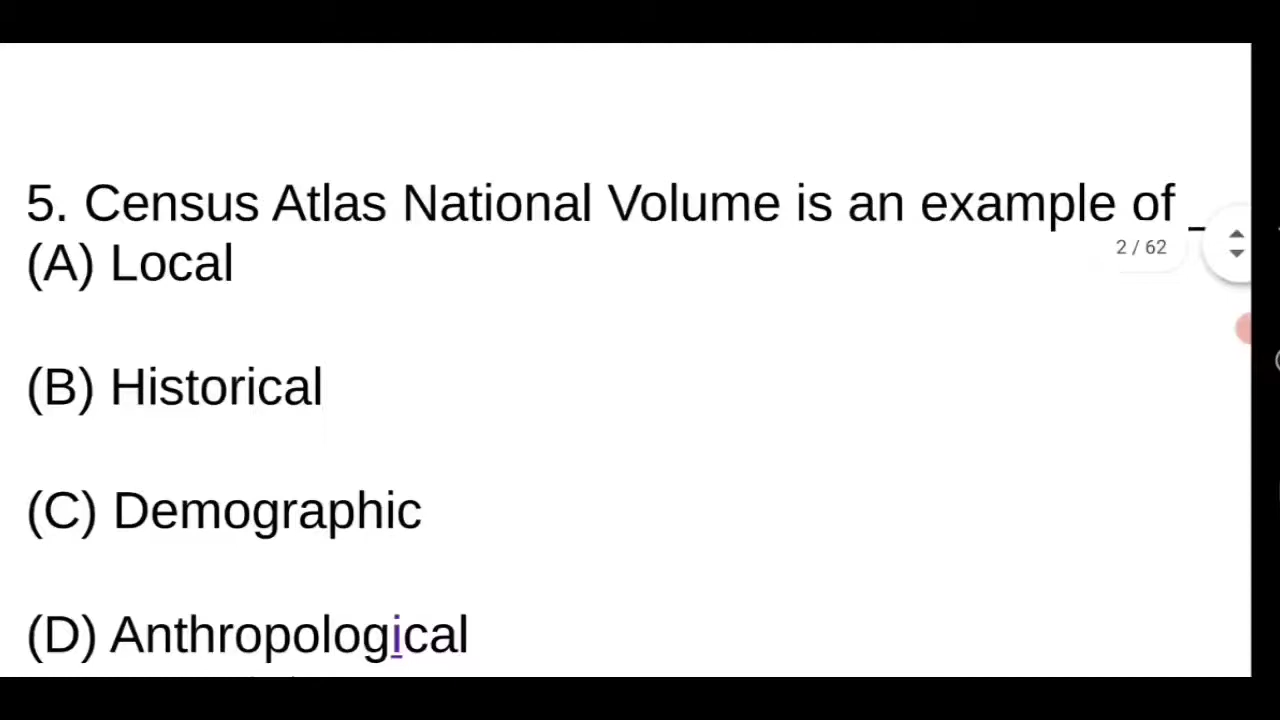 5. Census Atlas National Volume is an example of _
2 / 62
(A) Local
(B) Historical
(C) Demographic
(D) Anthropological